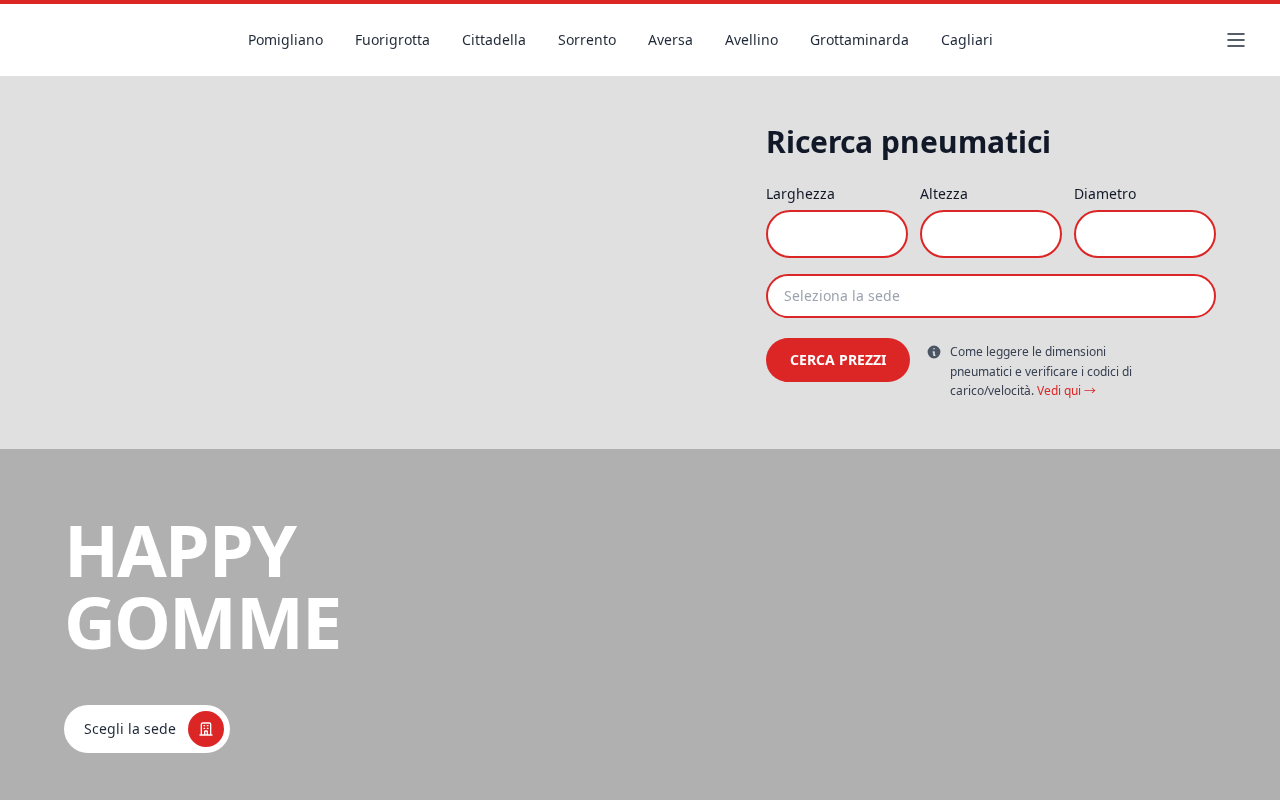 Pomigliano Fuorigrotta Cittadella Sorrento Aversa Avellino Grottaminarda Cagliari
Ricerca pneumatici
Larghezza Altezza Diametro
Seleziona la sede
CERCA PREZZI
Come leggere le dimensioni
pneumatici e verificare i codici di
carico/velocità. Vedi qui →
HAPPY
GOMME
Scegli la sede